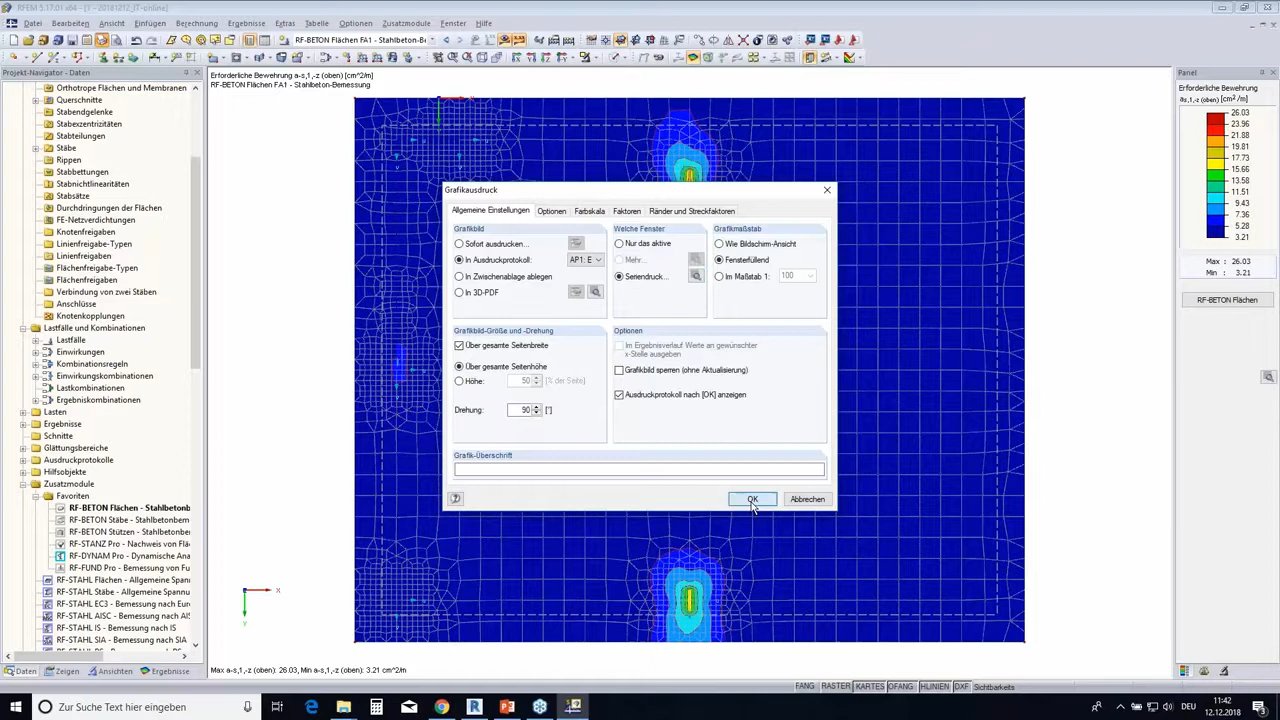 RFEM 5.17.01 x64 - [Y - 20181212_IT-online]
Datei Bearbeiten Ansicht Einfügen Berechnung Ergebnisse Extras Tabelle Optionen Zusatzmodule Fenster Hilfe
RF-BETON Flächen FA1 - Stahlbeton-Be
Projekt-Navigator - Daten
Orthotrope Flächen und Membranen
Querschnitte
Stabendgelenke
Stabexzentrizitäten
Stabteilungen
Stäbe
Rippen
Stabbettungen
Stabnichtlinearitäten
Stabsätze
Durchdringungen der Flächen
FE-Netzverdichtungen
Knotenfreigaben
Linienfreigabe-Typen
Linienfreigaben
Flächenfreigabe-Typen
Flächenfreigaben
Verbindung von zwei Stäben
Anschlüsse
Knotenkopplungen
Lastfälle und Kombinationen
Lastfälle
Einwirkungen
Kombinationsregeln
Einwirkungskombinationen
Lastkombinationen
Ergebniskombinationen
Lasten
Ergebnisse
Schnitte
Glättungsbereiche
Ausdruckprotokolle
Hilfsobjekte
Zusatzmodule
Favoriten
RF-BETON Flächen - Stahlbetonb
RF-BETON Stäbe - Stahlbetonbem
RF-BETON Stützen - Stahlbetonbe
RF-STANZ Pro - Nachweis von Flä
RF-DYNAM Pro - Dynamische Ana
RF-FUND Pro - Bemessung von Fu
RF-STAHL Flächen - Allgemeine Spann
RF-STAHL Stäbe - Allgemeine Spannun
RF-STAHL EC3 - Bemessung nach Eur
RF-STAHL AISC - Bemessung nach AIS
RF-STAHL IS - Bemessung nach IS
RF-STAHL SIA - Bemessung nach SIA
Daten Zeigen Ansichten Ergebnisse
Erforderliche Bewehrung a-s,1,-z (oben) [cm^2/m]
RF-BETON Flächen FA1 - Stahlbeton-Bemessung
X
Grafikausdruck
Allgemeine Einstellungen Optionen Farbskala Faktoren Ränder und Streckfaktoren
Grafikbild
Sofort ausdrucken...
In Ausdruckprotokoll: AP1: E
In Zwischenablage ablegen
In 3D-PDF
Welche Fenster
Nur das aktive
Mehr...
Seriendruck...
Grafikmaßstab
Wie Bildschirm-Ansicht
Fensterfüllend
Im Maßstab 1: 100
Grafikbild-Größe und -Drehung
Über gesamte Seitenbreite
Über gesamte Seitenhöhe
Höhe: 50 [% der Seite]
Drehung: 90 [°]
Optionen
Im Ergebnisverlauf Werte an gewünschter
x-Stelle ausgeben
Grafikbild sperren (ohne Aktualisierung)
Ausdruckprotokoll nach [OK] anzeigen
Grafik-Überschrift
OK Abbrechen
X
Y
Max a-s,1,-z (oben): 26.03, Min a-s,1,-z (oben): 3.21 cm^2/m
Panel
Erforderliche Bewehrung
as,1,-z (oben) [cm²/m]
26.03
23.96
21.88
19.81
17.73
15.66
13.58
11.51
9.43
7.36
5.28
3.21
Max : 26.03
Min : 3.21
RF-BETON Flächen
FANG RASTER KARTES OFANG HLINIEN DXF Sichtbarkeits
Zur Suche Text hier eingeben
DEU
11:42
12.12.2018